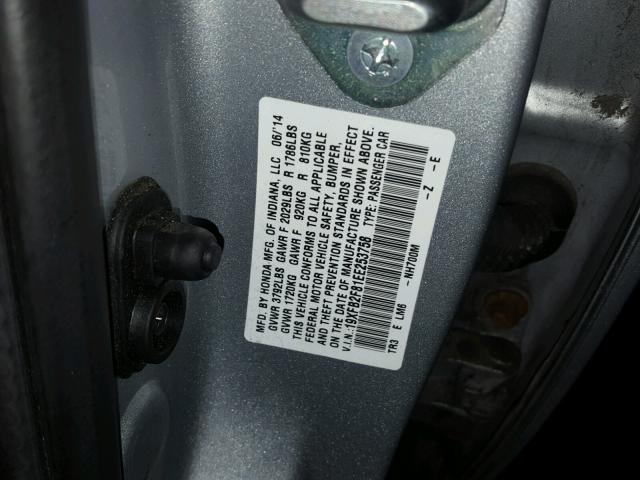 MFD. BY HONDA MFG. OF INDIANA, LLC 06/14
GVWR 3792LBS GAWR F 2029LBS R 1786LBS
GVWR 1720KG GAWR F 920KG R 810KG
THIS VEHICLE CONFORMS TO ALL APPLICABLE
FEDERAL MOTOR VEHICLE SAFETY, BUMPER,
AND THEFT PREVENTION STANDARDS IN EFFECT
ON THE DATE OF MANUFACTURE SHOWN ABOVE.
V.I.N.: 19XFB2F81EE253758 TYPE: PASSENGER CAR
TR3 E LM6 -NH700M -Z -E